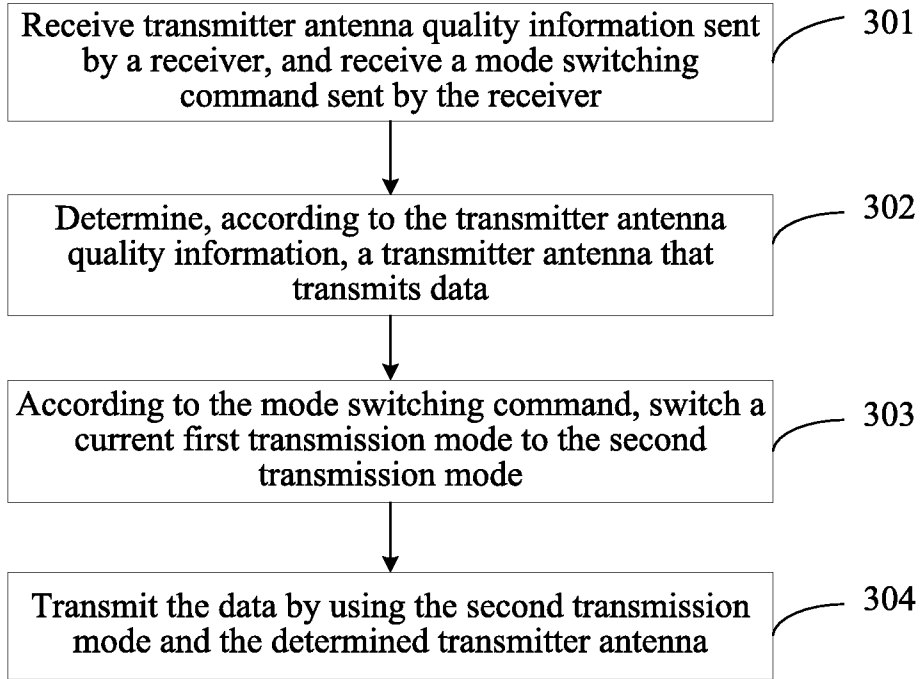 Receive transmitter antenna quality information sent
by a receiver, and receive a mode switching
command sent by the receiver
301
Determine, according to the transmitter antenna
quality information, a transmitter antenna that
transmits data
302
According to the mode switching command, switch a
current first transmission mode to the second
transmission mode
303
Transmit the data by using the second transmission
mode and the determined transmitter antenna
304